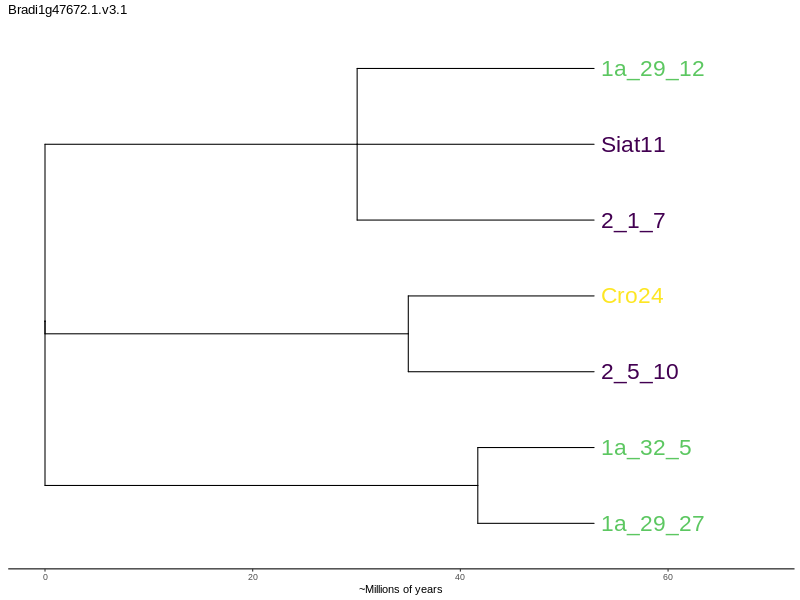 Bradi1g47672.1.v3.1
1a_29_12
Siat11
2_1_7
Cro24
2_5_10
1a_32_5
1a_29_27
0 20 40 60
~Millions of years